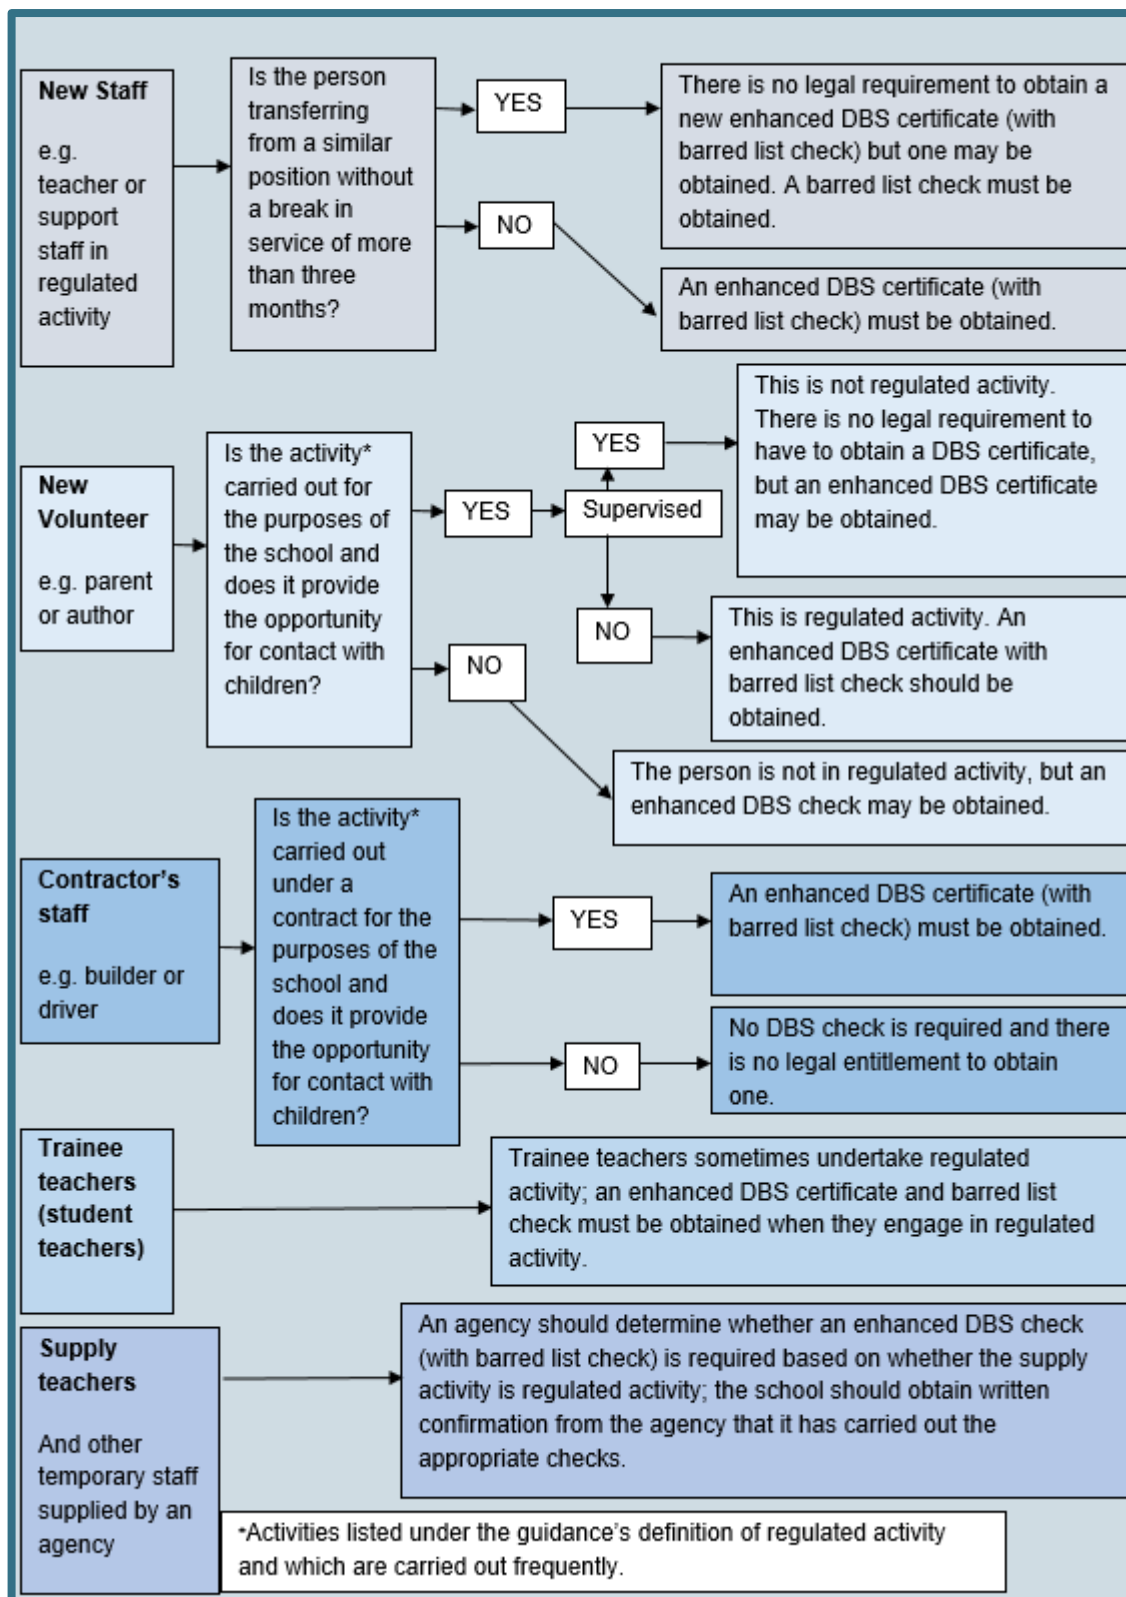 New Staff
e.g.
teacher or
support
staff in
regulated
activity
Is the person
transferring
from a similar
position without
a break in
service of more
than three
months?
YES
There is no legal requirement to obtain a
new enhanced DBS certificate (with
barred list check) but one may be
obtained. A barred list check must be
obtained.
NO
An enhanced DBS certificate (with
barred list check) must be obtained.
New
Volunteer
e.g. parent
or author
Is the activity*
carried out for
the purposes of
the school and
does it provide
the opportunity
for contact with
children?
YES
Supervised
YES
This is not regulated activity.
There is no legal requirement to
have to obtain a DBS certificate,
but an enhanced DBS certificate
may be obtained.
NO
This is regulated activity. An
enhanced DBS certificate with
barred list check should be
obtained.
NO
The person is not in regulated activity, but an
enhanced DBS check may be obtained.
Contractor’s
staff
e.g. builder or
driver
Is the activity*
carried out
under a
contract for the
purposes of the
school and
does it provide
the opportunity
for contact with
children?
YES
An enhanced DBS certificate (with
barred list check) must be obtained.
NO
No DBS check is required and there
is no legal entitlement to obtain
one.
Trainee
teachers
(student
teachers)
Trainee teachers sometimes undertake regulated
activity; an enhanced DBS certificate and barred list
check must be obtained when they engage in regulated
activity.
Supply
teachers
And other
temporary staff
supplied by an
agency
An agency should determine whether an enhanced DBS check
(with barred list check) is required based on whether the supply
activity is regulated activity; the school should obtain written
confirmation from the agency that it has carried out the
appropriate checks.
*Activities listed under the guidance’s definition of regulated activity
and which are carried out frequently.